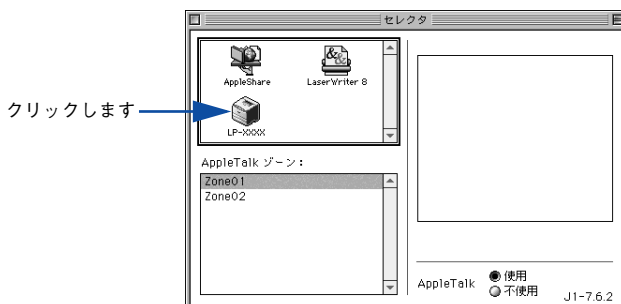 セレクタ
AppleShare
LaserWriter 8
クリックします
LP-XXXX
AppleTalk ゾーン：
Zone01
Zone02
AppleTalk
使用
不使用
J1-7.6.2